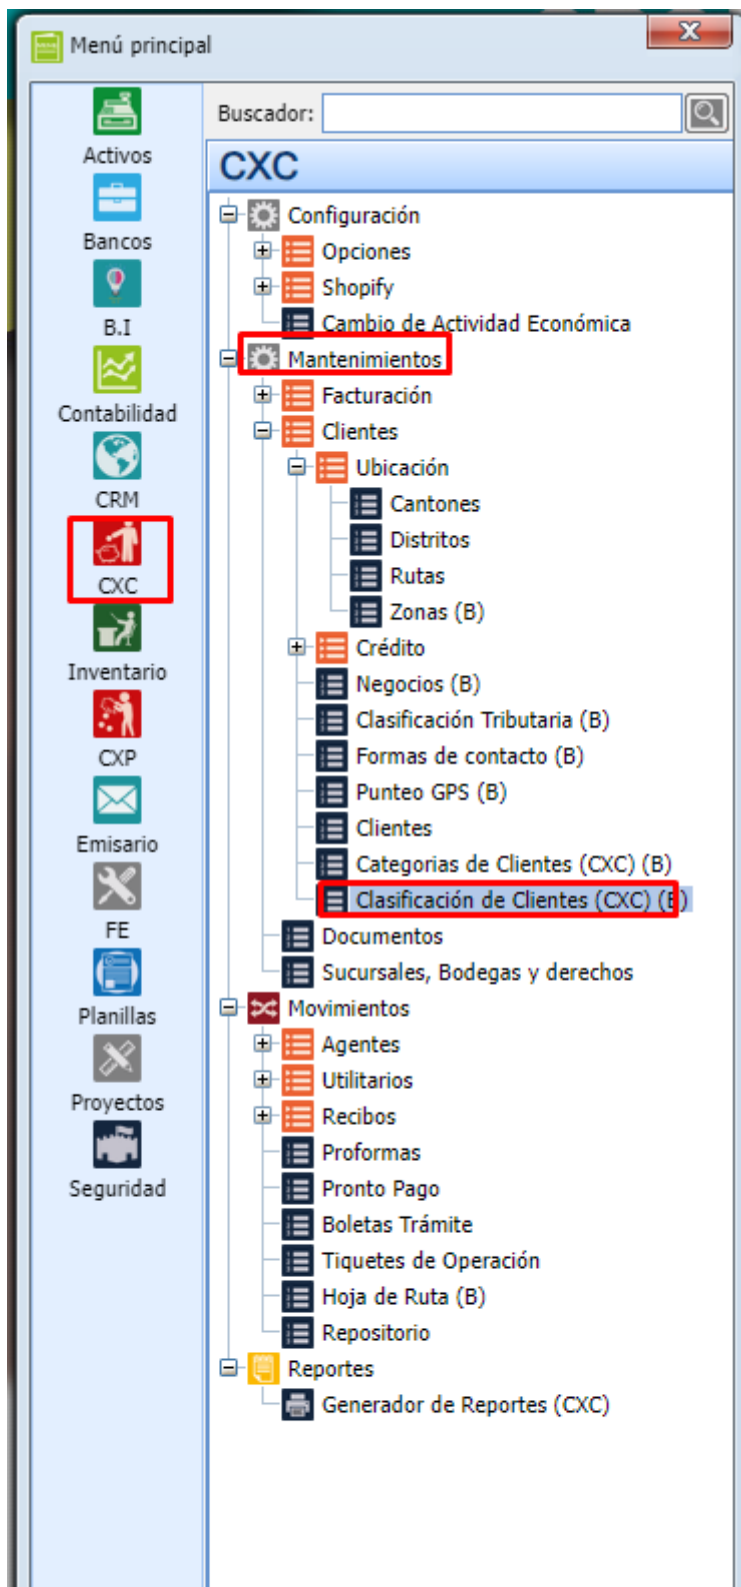 Menú principal
Activos
Bancos
B.I
Contabilidad
CRM
CXC
Inventario
CXP
Emisario
FE
Planillas
Proyectos
Seguridad
Buscador:
CXC
Configuración
Opciones
Shopify
Cambio de Actividad Económica
Mantenimientos
Facturación
Clientes
Ubicación
Cantones
Distritos
Rutas
Zonas (B)
Crédito
Negocios (B)
Clasificación Tributaria (B)
Formas de contacto (B)
Punteo GPS (B)
Clientes
Categorias de Clientes (CXC) (B)
Clasificación de Clientes (CXC) (B)
Documentos
Sucursales, Bodegas y derechos
Movimientos
Agentes
Utilitarios
Recibos
Proformas
Pronto Pago
Boletas Trámite
Tiquetes de Operación
Hoja de Ruta (B)
Repositorio
Reportes
Generador de Reportes (CXC)